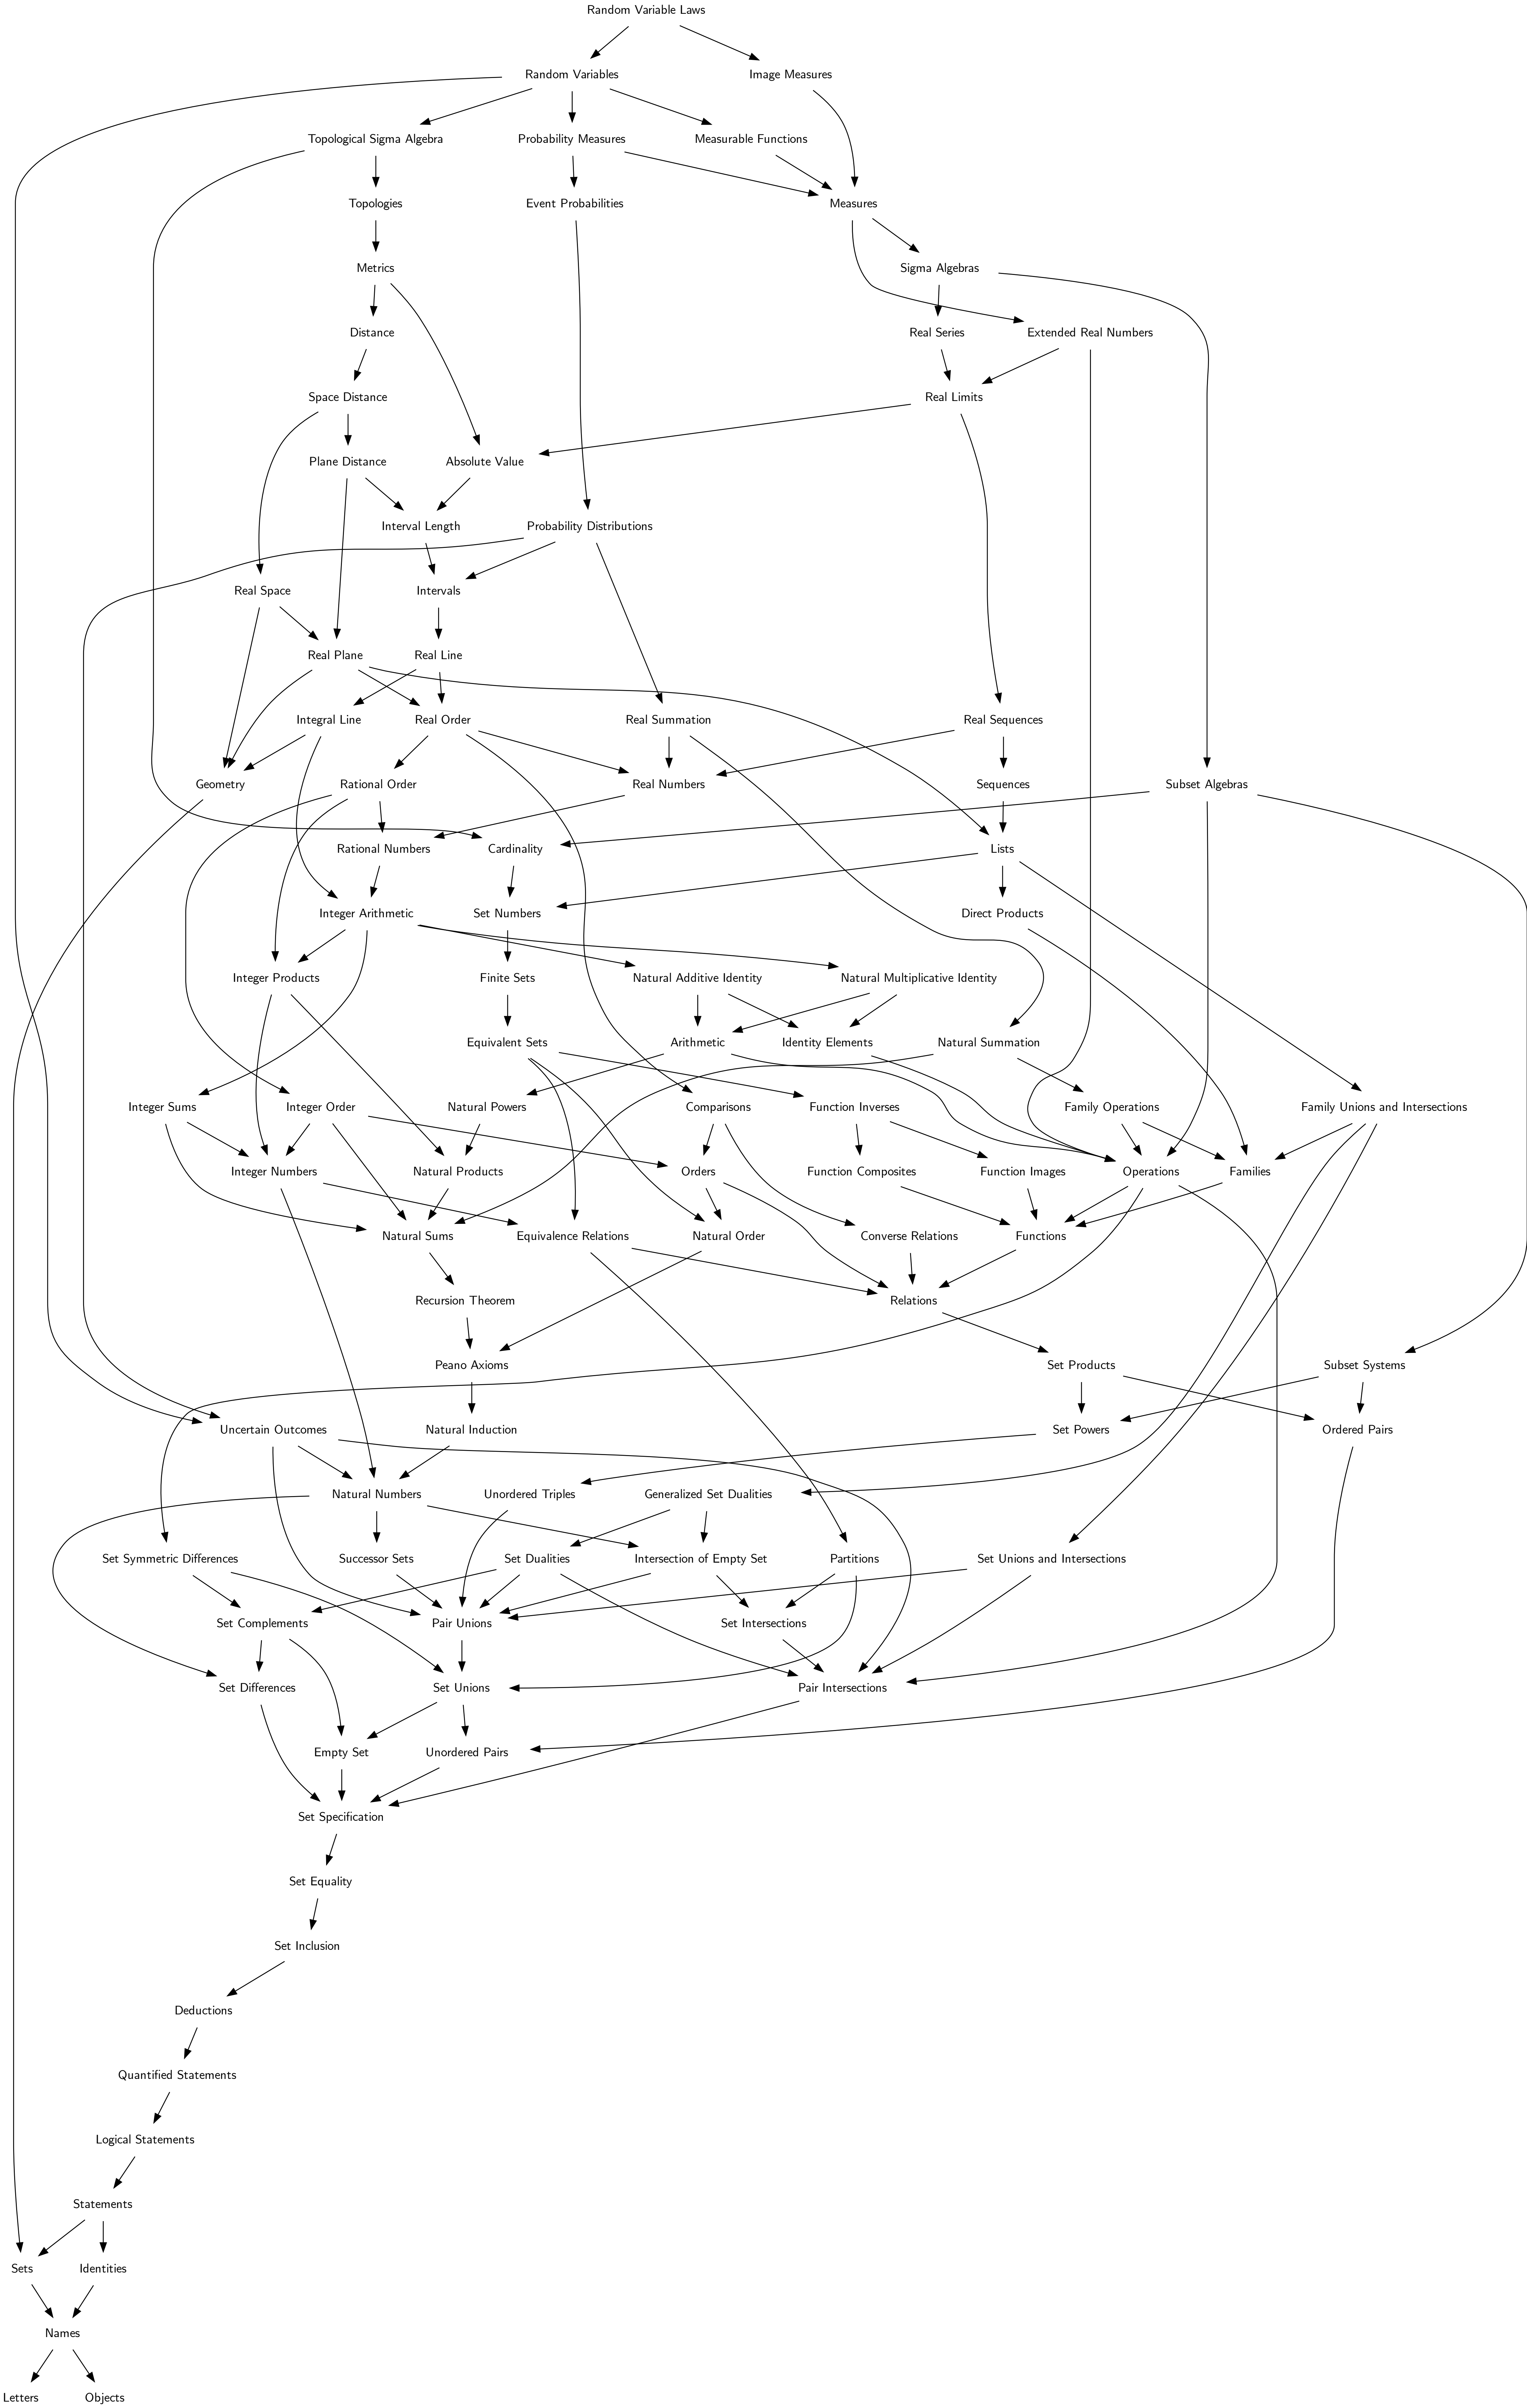 Random Variable Laws
Random Variables
Image Measures
Topological Sigma Algebra
Probability Measures
Measurable Functions
Topologies
Event Probabilities
Measures
Metrics
Sigma Algebras
Distance
Real Series
Extended Real Numbers
Space Distance
Real Limits
Plane Distance
Absolute Value
Interval Length
Probability Distributions
Real Space
Intervals
Real Plane
Real Line
Integral Line
Real Order
Real Summation
Real Sequences
Geometry
Rational Order
Real Numbers
Sequences
Subset Algebras
Rational Numbers
Cardinality
Lists
Integer Arithmetic
Set Numbers
Direct Products
Integer Products
Finite Sets
Natural Additive Identity
Natural Multiplicative Identity
Equivalent Sets
Arithmetic
Identity Elements
Natural Summation
Integer Sums
Integer Order
Natural Powers
Comparisons
Function Inverses
Family Operations
Family Unions and Intersections
Integer Numbers
Natural Products
Orders
Function Composites
Function Images
Operations
Families
Natural Sums
Equivalence Relations
Natural Order
Converse Relations
Functions
Recursion Theorem
Relations
Peano Axioms
Set Products
Subset Systems
Uncertain Outcomes
Natural Induction
Set Powers
Ordered Pairs
Natural Numbers
Unordered Triples
Generalized Set Dualities
Set Symmetric Differences
Successor Sets
Set Dualities
Intersection of Empty Set
Partitions
Set Unions and Intersections
Set Complements
Pair Unions
Set Intersections
Set Differences
Set Unions
Pair Intersections
Empty Set
Unordered Pairs
Set Specification
Set Equality
Set Inclusion
Deductions
Quantified Statements
Logical Statements
Statements
Sets
Identities
Names
Letters
Objects